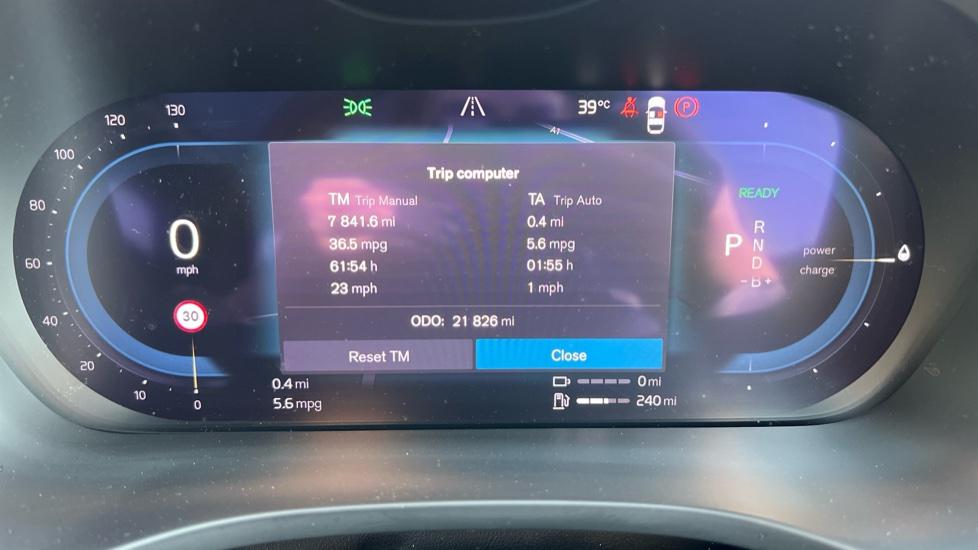 130
120
100
80
60
40
20
10
0
39°C
P
A1
Trip computer
TM Trip Manual
7 841.6 mi
36.5 mpg
61:54 h
23 mph
TA Trip Auto
0.4 mi
5.6 mpg
01:55 h
1 mph
ODO: 21 826 mi
Reset TM
Close
0
mph
30
READY
P
R
N
D
- B +
power
charge
0.4 mi
5.6 mpg
0 mi
240 mi